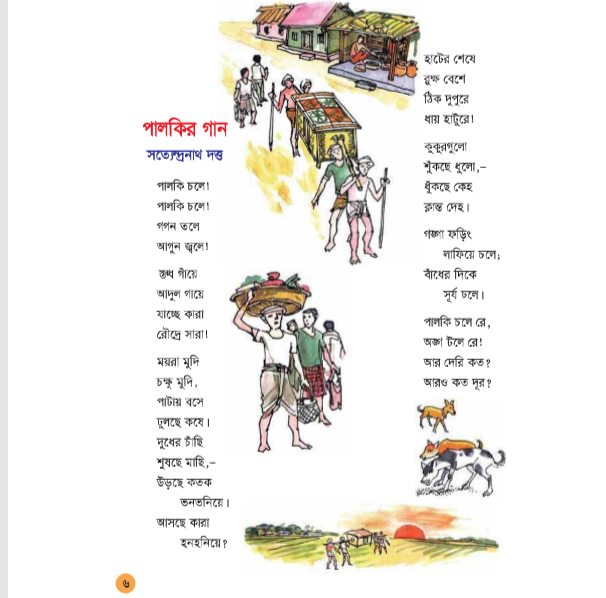 পালকির গান
সত্যেন্দ্রনাথ দত্ত
পালকি চলে!
পালকি চলে!
গগন তলে
আগুন জ্বলে!
স্তব্ধ গাঁয়ে
আদুল গায়ে
যাচ্ছে কারা
রৌদ্রে সারা!
ময়রা মুদি
চক্ষু মুদি,
পাটায় বসে
ঢুলছে কষে।
দুধের চাঁছি
শুষছে মাছি,–
উড়ছে কতক
ভনভনিয়ে।
আসছে কারা
হনহনিয়ে?
হাটের শেষে
রুক্ষ বেশে
ঠিক দুপুরে
ধায় হাটুরে!
কুকুরগুলো
শুঁকছে ধুলো,–
ধুঁকছে কেহ
ক্লান্ত দেহ।
গঙ্গা ফড়িং
লাফিয়ে চলে;
বাঁধের দিকে
সূর্য ঢলে।
পালকি চলে রে,
অঙ্গ টলে রে!
আর দেরি কত?
আরও কত দূর?
৬